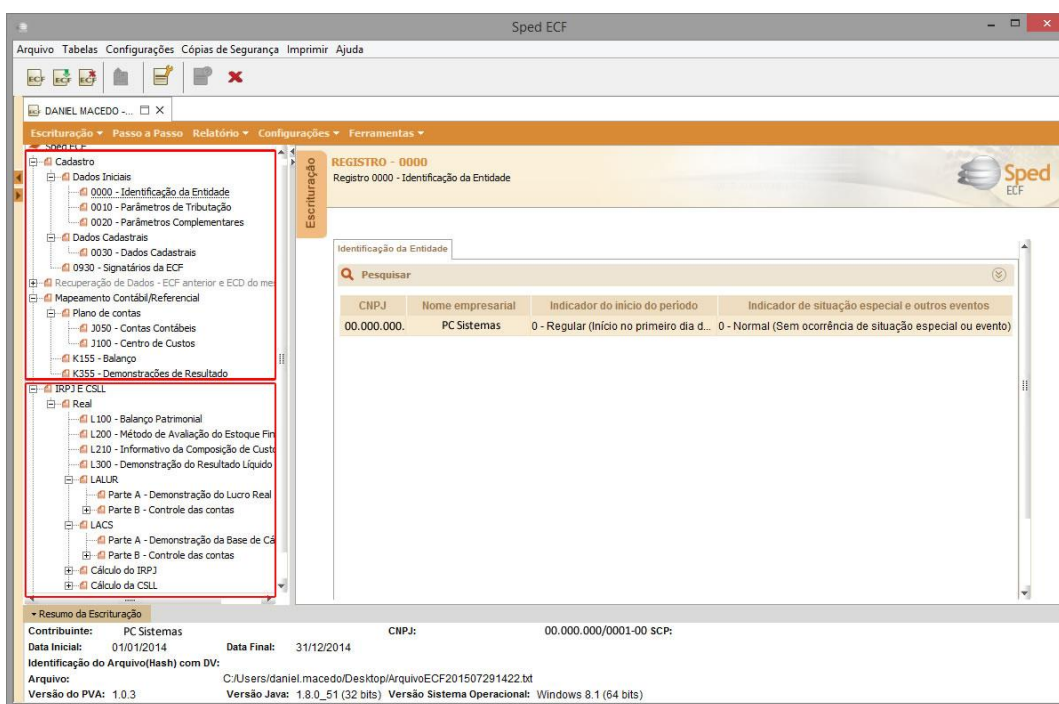 Sped ECF
Arquivo Tabelas Configurações Cópias de Segurança Imprimir Ajuda
ECF ECF ECF
DANIEL MACEDO -...
Escrituração Passo a Passo Relatório Configurações Ferramentas
Sped ECF
Cadastro
Dados Iniciais
0000 - Identificação da Entidade
0010 - Parâmetros de Tributação
0020 - Parâmetros Complementares
Dados Cadastrais
0030 - Dados Cadastrais
0930 - Signatários da ECF
Recuperação de Dados - ECF anterior e ECD do me
Mapeamento Contábil/Referencial
Plano de contas
J050 - Contas Contábeis
J100 - Centro de Custos
K155 - Balanço
K355 - Demonstrações de Resultado
IRPJ E CSLL
Real
L100 - Balanço Patrimonial
L200 - Método de Avaliação do Estoque Fin
L210 - Informativo da Composição de Custo
L300 - Demonstração do Resultado Líquido
LALUR
Parte A - Demonstração do Lucro Real
Parte B - Controle das contas
LACS
Parte A - Demonstração da Base de Cá
Parte B - Controle das contas
Cálculo do IRPJ
Cálculo da CSLL
Escrituração
REGISTRO - 0000
Registro 0000 - Identificação da Entidade
Sped
ECF
Identificação da Entidade
Pesquisar
CNPJ Nome empresarial Indicador do início do período Indicador de situação especial e outros eventos
00.000.000. PC Sistemas 0 - Regular (Início no primeiro dia d... 0 - Normal (Sem ocorrência de situação especial ou evento)
Resumo da Escrituração
Contribuinte: PC Sistemas CNPJ: 00.000.000/0001-00 SCP:
Data Inicial: 01/01/2014 Data Final: 31/12/2014
Identificação do Arquivo(Hash) com DV:
Arquivo: C:/Users/daniel.macedo/Desktop/ArquivoECF201507291422.txt
Versão do PVA: 1.0.3 Versão Java: 1.8.0_51 (32 bits) Versão Sistema Operacional: Windows 8.1 (64 bits)